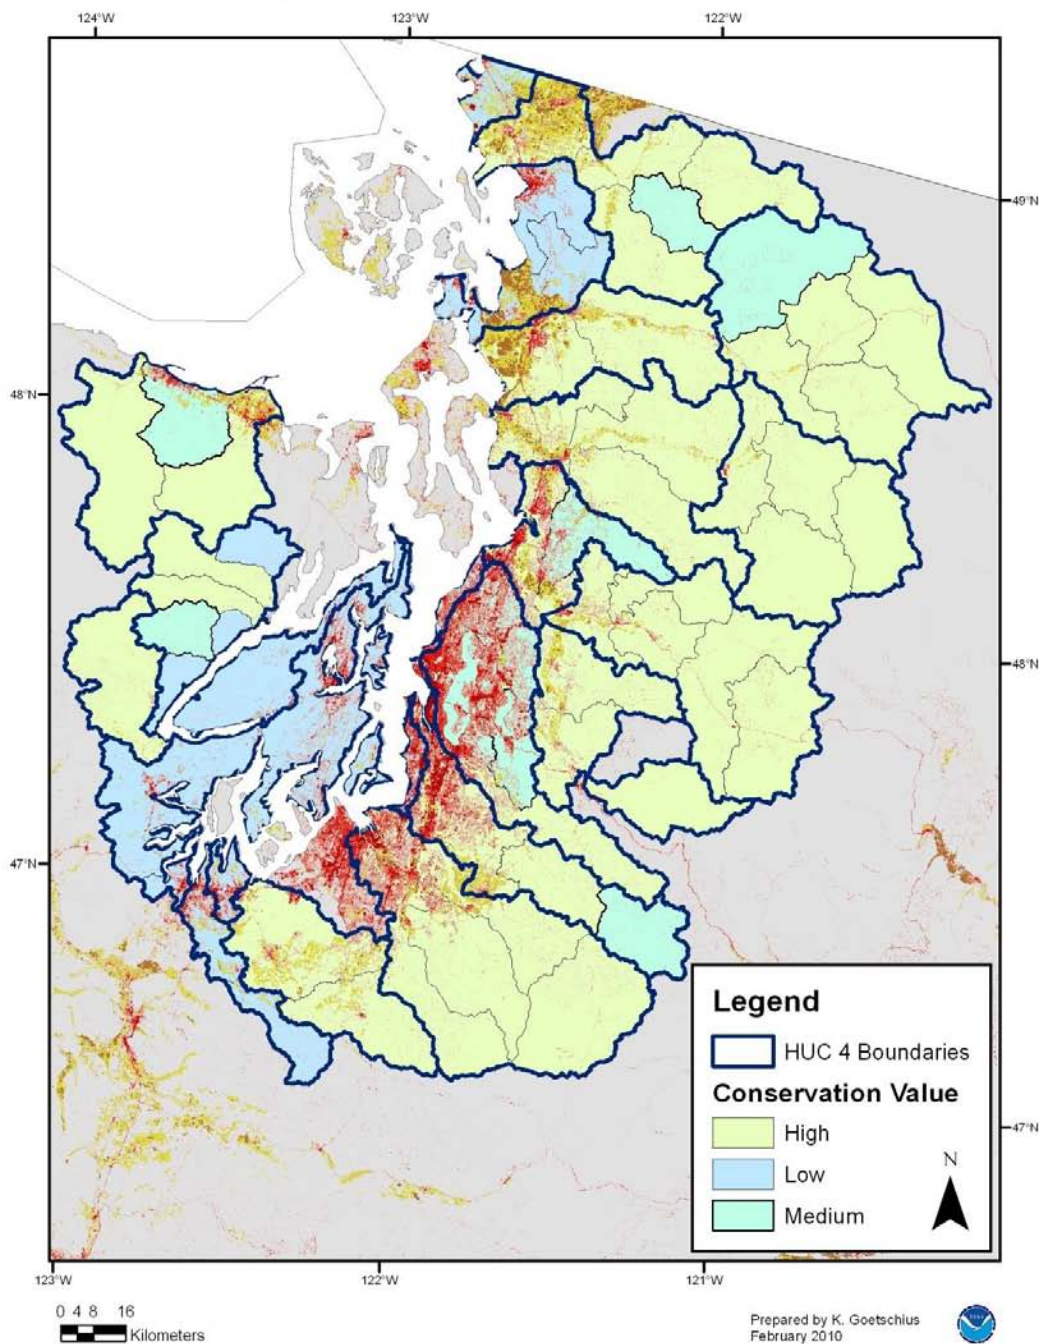 124°W 123°W 122°W
49°N
48°N
48°N
47°N
47°N
Legend
HUC 4 Boundaries
Conservation Value
High
Low
Medium
N
123°W 122°W 121°W
0 4 8 16
Kilometers
Prepared by K. Goetschius
February 2010